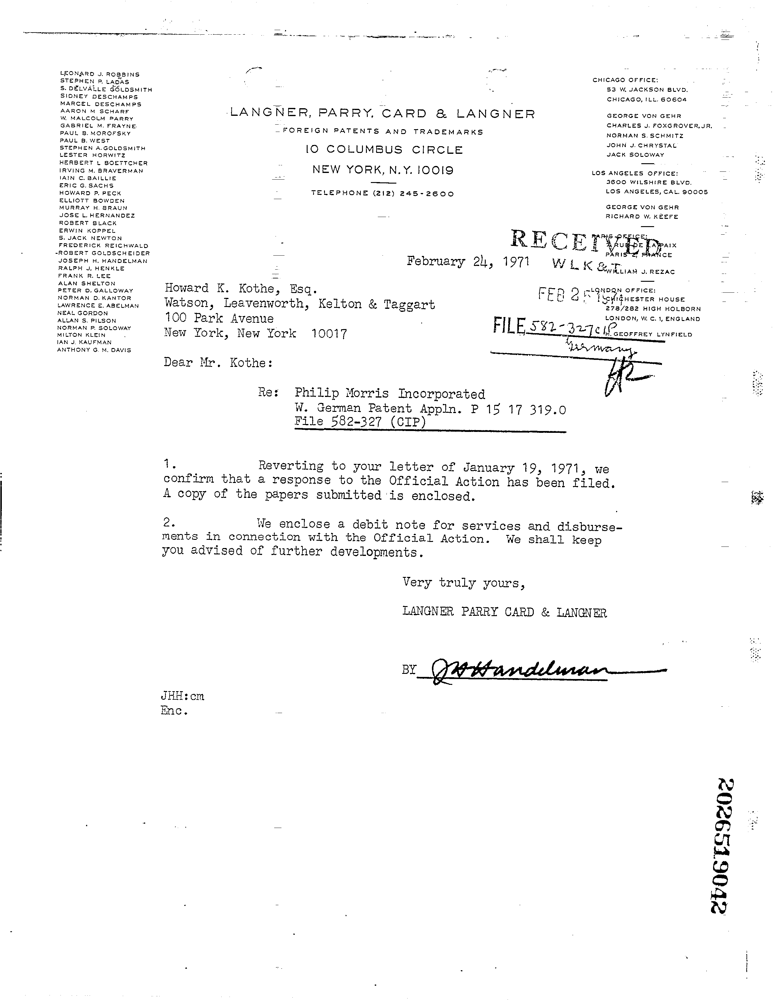 LEONARD J. ROBBINS
STEPHEN P. LADAS
S. DELVALLE GOLDSMITH
SIDNEY DESCHAMPS
MARCEL DESCHAMPS
AARON M SCHARF
W. MALCOLM PARRY
GABRIEL M. FRAYNE
PAUL B. MOROFSKY
PAUL B. WEST
STEPHEN A. GOLDSMITH
LESTER HORWITZ
HERBERT L BOETTCHER
IRVING M. BRAVERMAN
IAIN C. BAILLIE
ERIC G. SACHS
HOWARD P. PECK
ELLIOTT BOWDEN
MURRAY H. BRAUN
JOSE L. HERNANDEZ
ROBERT BLACK
ERWIN KOPPEL
S. JACK NEWTON
FREDERICK REICHWALD
ROBERT GOLDSCHEIDER
JOSEPH H. HANDELMAN
RALPH J. HENKLE
FRANK R. LEE
ALAN SHELTON
PETER D. GALLOWAY
NORMAN D. KANTOR
LAWRENCE E. ABELMAN
NEAL GORDON
ALLAN S. PILSON
NORMAN P. SOLOWAY
MILTON KLEIN
IAN J. KAUFMAN
ANTHONY G. M. DAVIS
LANGNER, PARRY, CARD & LANGNER
FOREIGN PATENTS AND TRADEMARKS
10 COLUMBUS CIRCLE
NEW YORK, N.Y. 10019
TELEPHONE (212) 245-2600
CHICAGO OFFICE:
53 W. JACKSON BLVD.
CHICAGO, ILL. 60604
GEORGE VON GEHR
CHARLES J. FOXGROVER, JR.
NORMAN S. SCHMITZ
JOHN J. CHRYSTAL
JACK SOLOWAY
LOS ANGELES OFFICE:
3600 WILSHIRE BLVD.
LOS ANGELES, CAL. 90005
GEORGE VON GEHR
RICHARD W. KEEFE
PARIS OFFICE:
RUE DE LA PAIX
PARIS 2, FRANCE
WILLIAM J. REZAC
LONDON OFFICE:
CHICHESTER HOUSE
278/282 HIGH HOLBORN
LONDON, W. C. 1, ENGLAND
GEOFFREY LYNFIELD
RECEIVED
W L K & T
FEB 25
FILE 582-327CIP
Germany
February 24, 1971
Howard K. Kothe, Esq.
Watson, Leavenworth, Kelton & Taggart
100 Park Avenue
New York, New York 10017
Dear Mr. Kothe:
Re: Philip Morris Incorporated
W. German Patent Appln. P 15 17 319.0
File 582-327 (CIP)
1. Reverting to your letter of January 19, 1971, we
confirm that a response to the Official Action has been filed.
A copy of the papers submitted is enclosed.
2. We enclose a debit note for services and disburse-
ments in connection with the Official Action. We shall keep
you advised of further developments.
Very truly yours,
LANGNER PARRY CARD & LANGNER
BY JHHandelman
JHH:cm
Enc.
2026519042